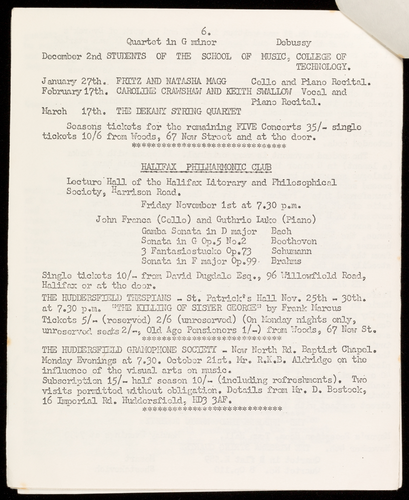 6.
Quartet in G minor Debussy
December 2nd STUDENTS OF THE SCHOOL OF MUSIC, COLLEGE OF
TECHNOLOGY.
January 27th. FRITZ AND NATASHA MAGG Cello and Piano Recital.
February 17th. CAROLINE CRAWSHAW AND KEITH SWALLOW Vocal and
Piano Recital.
March 17th. THE DEKANY STRING QUARTET
Seasons tickets for the remaining FIVE Concerts 35/- single
tickets 10/6 from Woods, 67 New Street and at the door.
*********************************
HALIFAX PHILHARMONIC CLUB
Lecture Hall of the Halifax Literary and Philosophical
Society, Harrison Road.
Friday November 1st at 7.30 p.m.
John Franca (Cello) and Guthrie Luke (Piano)
Gamba Sonata in D major Bach
Sonata in G Op.5 No.2 Beethoven
3 Fantasiestucke Op.73 Schumann
Sonata in F major Op.99 Brahms
Single tickets 10/- from David Dugdale Esq., 96 Willowfield Road,
Halifax or at the door.
THE HUDDERSFIELD THESPIANS - St. Patrick's Hall Nov. 25th - 30th.
at 7.30 p.m. "THE KILLING OF SISYER GEORGE" by Frank Marcus
Tickets 5/- (reserved) 2/6 (unreserved) (On Monday nights only,
unreserved seats 2/-, Old Age Pensioners 1/-) from Woods, 67 New St.
******************************
THE HUDDERSFIELD GRAMOPHONE SOCIETY - New North Rd. Baptist Chapel.
Monday Evenings at 7.30. October 21st. Mr. R.E.B. Aldridge on the
influence of the visual arts on music.
Subscription 15/- half season 10/- (including refreshments). Two
visits permitted without obligation. Details from Mr. D. Bostock,
16 Imperial Rd. Huddersfield, HD3 3AF.
******************************